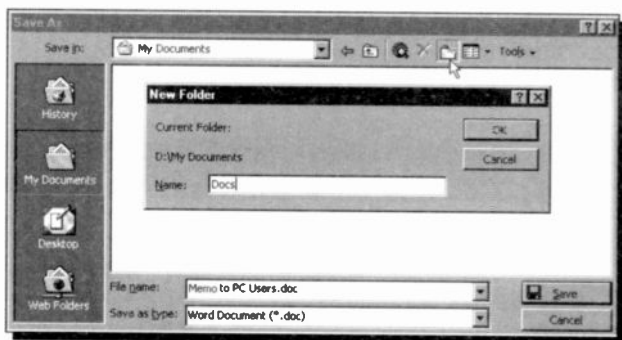 Save As
Save in: My Documents Tools
New Folder
Current Folder:
OK
D:\My Documents
Cancel
Name: Docs
History
My Documents
Desktop
Web Folders
File name: Memo to PC Users.doc Save
Save as type: Word Document (*.doc) Cancel